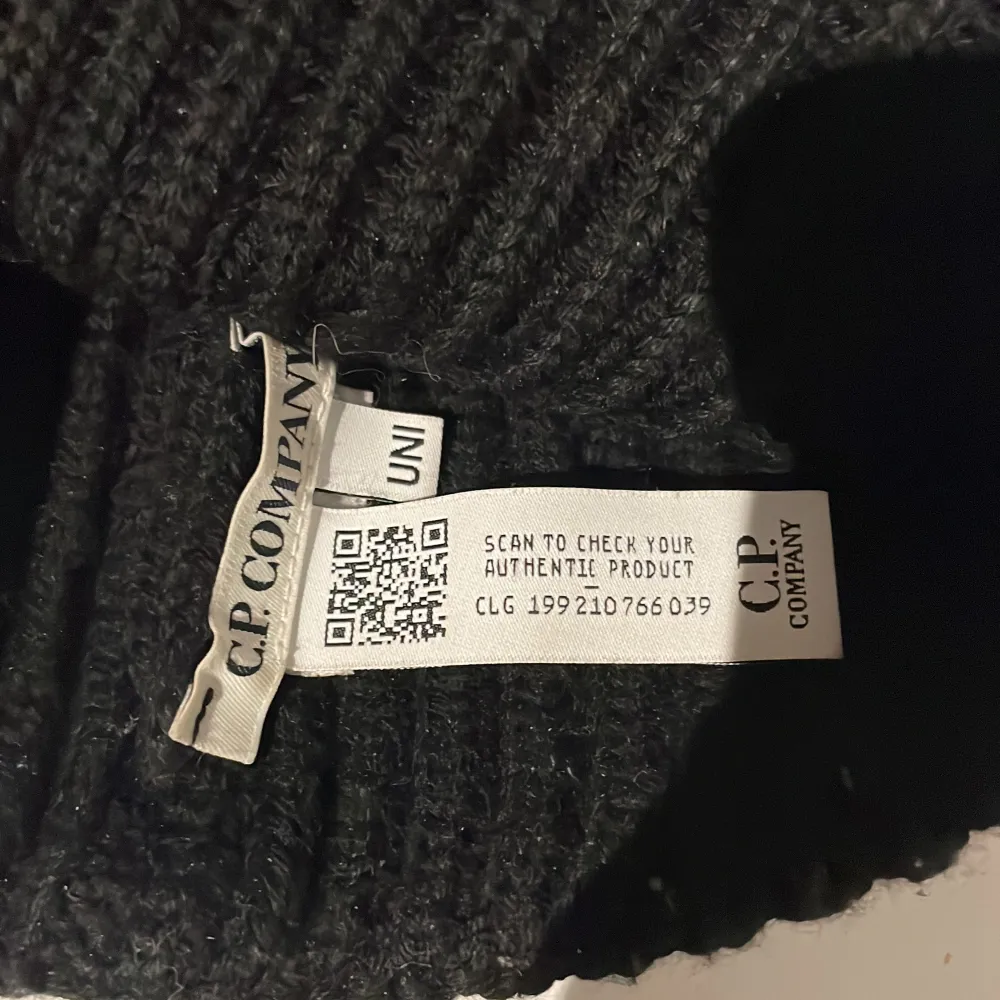 C.P. COMPANY
UNI
SCAN TO CHECK YOUR
AUTHENTIC PRODUCT
CLG 199210766039
C.P.
COMPANY